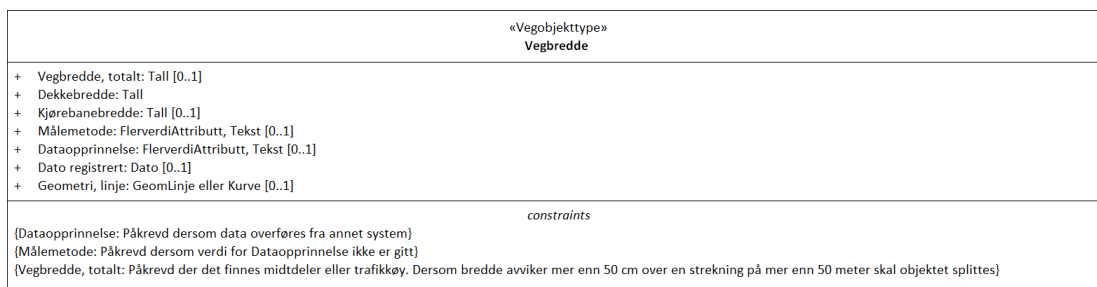 «Vegobjekttype»
Vegbredde
+ Vegbredde, totalt: Tall [0..1]
+ Dekkebredde: Tall
+ Kjørebanebredde: Tall [0..1]
+ Målemetode: FlerverdiAttributt, Tekst [0..1]
+ Dataopprinnelse: FlerverdiAttributt, Tekst [0..1]
+ Dato registrert: Dato [0..1]
+ Geometri, linje: GeomLinje eller Kurve [0..1]
constraints
{Dataopprinnelse: Påkrevd dersom data overføres fra annet system}
{Målemetode: Påkrevd dersom verdi for Dataopprinnelse ikke er gitt}
{Vegbredde, totalt: Påkrevd der det finnes midtdeler eller trafikkøy. Dersom bredde avviker mer enn 50 cm over en strekning på mer enn 50 meter skal objektet splittes}